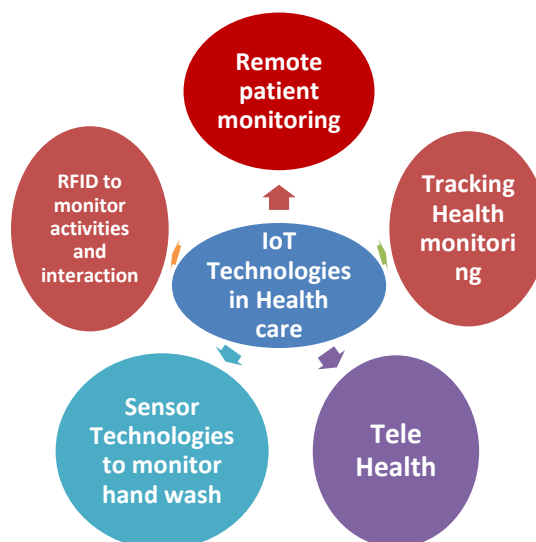 Remote
patient
monitoring
RFID to
monitor
activities
and
interaction
IoT
Technologies
in Health
care
Tracking
Health
monitori
ng
Sensor
Technologies
to monitor
hand wash
Tele
Health